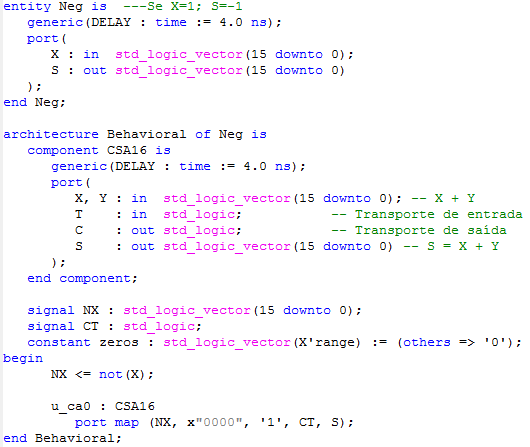 entity Neg is  ---Se X=1; S=-1
   generic(DELAY : time := 4.0 ns);
   port(
      X : in  std_logic_vector(15 downto 0);
      S : out std_logic_vector(15 downto 0)
   );
end Neg;

architecture Behavioral of Neg is
   component CSA16 is
      generic(DELAY : time := 4.0 ns);
      port(
         X, Y : in  std_logic_vector(15 downto 0); -- X + Y
         T    : in  std_logic;           -- Transporte de entrada
         C    : out std_logic;           -- Transporte de saída
         S    : out std_logic_vector(15 downto 0) -- S = X + Y
      );
   end component;

   signal NX : std_logic_vector(15 downto 0);
   signal CT : std_logic;
   constant zeros : std_logic_vector(X'range) := (others => '0');
begin
      NX <= not(X);

      u_ca0 : CSA16
         port map (NX, x"0000", '1', CT, S);
end Behavioral;